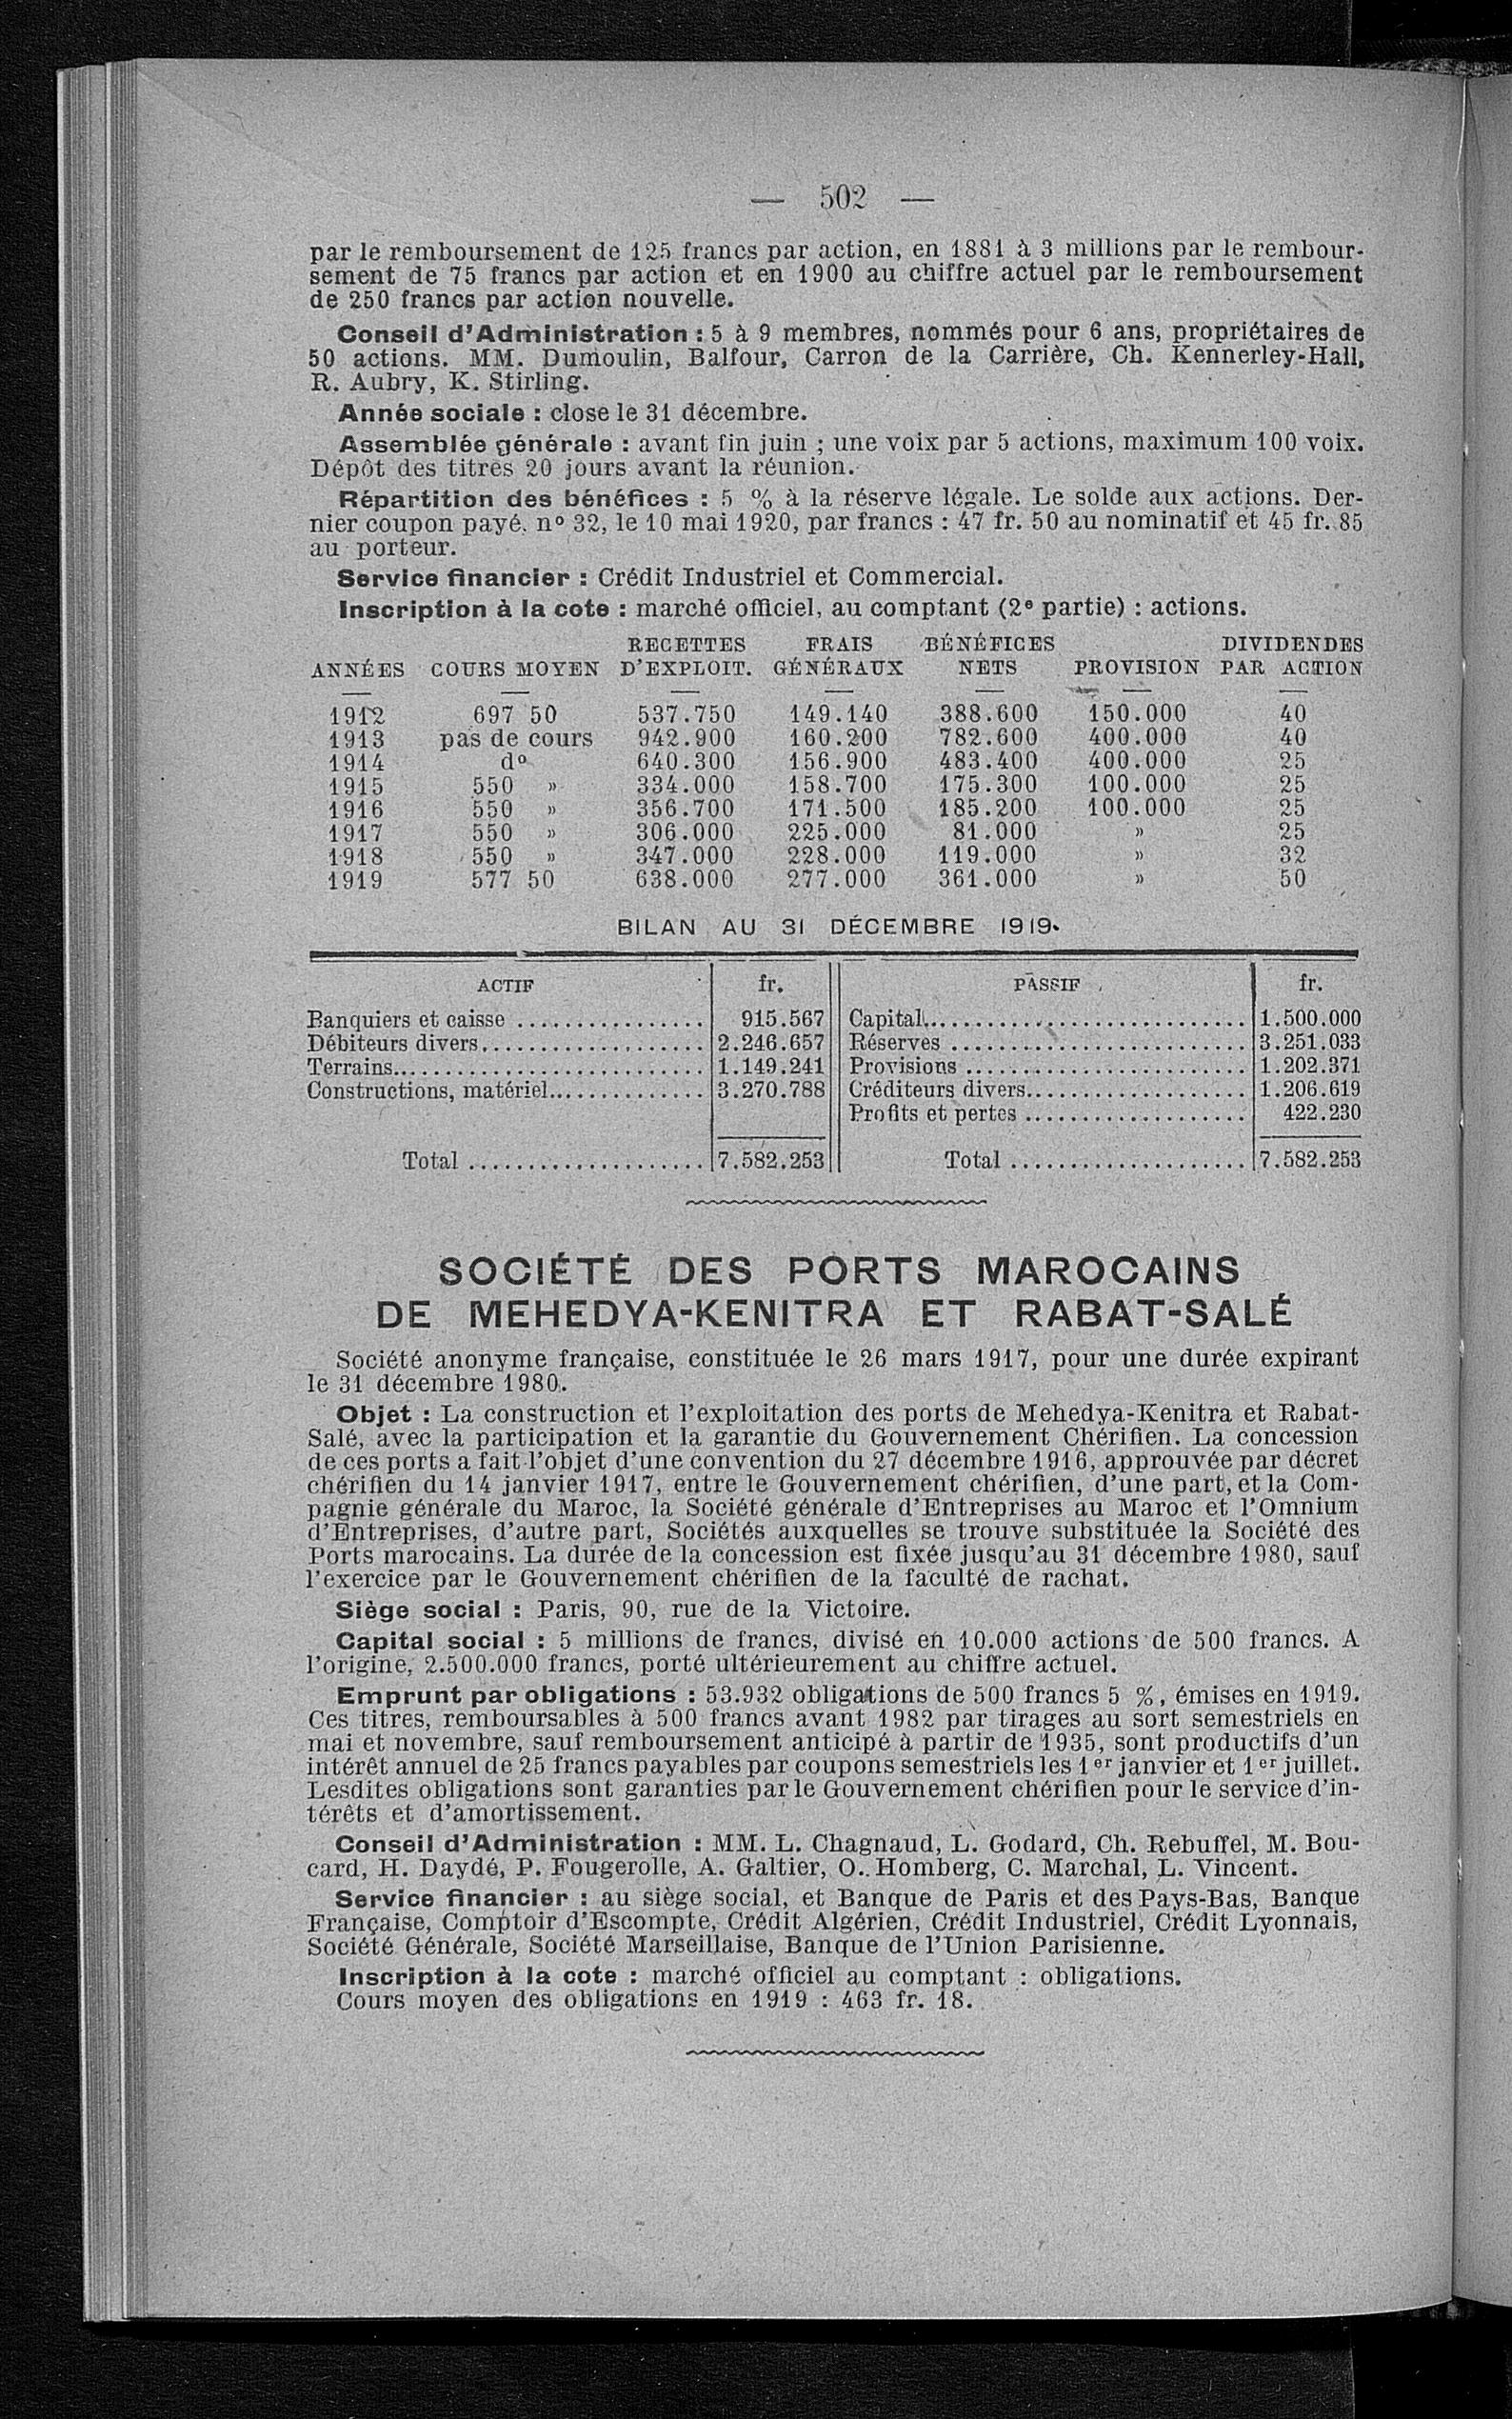 — 502 —
par le remboursement de 125 francs par action, en 1881 à 3 millions par le rembour-
sement de 75 francs par action et en 1900 au chiffre actuel par le remboursement
de 250 francs par action nouvelle.
Conseil d'Administration : 5 à 9 membres, nommés pour 6 ans, propriétaires de
50 actions. MM. Dumoulin, Balfour, Carron de la Carrière, Ch. Kennerley-Hall,
R. Aubry, K. Stirling.
Année sociale : close le 31 décembre.
Assemblée générale : avant fin juin ; une voix par 5 actions, maximum 100 voix.
Dépôt des titres 20 jours avant la réunion.
Répartition des bénéfices : 5 % à la réserve légale. Le solde aux actions. Der-
nier coupon payé, nº 32, le 10 mai 1920, par francs : 47 fr. 50 au nominatif et 45 fr. 85
au porteur.
Service financier : Crédit Industriel et Commercial.
Inscription à la cote : marché officiel, au comptant (2e partie) : actions.
RECETTES FRAIS BÉNÉFICES DIVIDENDES
ANNÉES COURS MOYEN D'EXPLOIT. GÉNÉRAUX NETS PROVISION PAR ACTION
1912 697 50 537.750 149.140 388.600 150.000 40
1913 pas de cours 942.900 160.200 782.600 400.000 40
1914 dº 640.300 156.900 483.400 400.000 25
1915 550 » 334.000 158.700 175.300 100.000 25
1916 550 » 356.700 171.500 185.200 100.000 25
1917 550 » 306.000 225.000 81.000 » 25
1918 550 » 347.000 228.000 119.000 » 32
1919 577 50 638.000 277.000 361.000 » 50
BILAN AU 31 DÉCEMBRE 1919.
ACTIF fr. PASSIF fr.
Banquiers et caisse ................ 915.567 Capital........................... 1.500.000
Débiteurs divers................... 2.246.657 Réserves ......................... 3.251.033
Terrains.......................... 1.149.241 Provisions ........................ 1.202.371
Constructions, matériel.............. 3.270.788 Créditeurs divers................... 1.206.619
Profits et pertes ................... 422.230
Total .................... 7.582.253 Total .................... 7.582.253
SOCIÉTÉ DES PORTS MAROCAINS
DE MEHEDYA-KENITRA ET RABAT-SALÉ
Société anonyme française, constituée le 26 mars 1917, pour une durée expirant
le 31 décembre 1980.
Objet : La construction et l'exploitation des ports de Mehedya-Kenitra et Rabat-
Salé, avec la participation et la garantie du Gouvernement Chérifien. La concession
de ces ports a fait l'objet d'une convention du 27 décembre 1916, approuvée par décret
chérifien du 14 janvier 1917, entre le Gouvernement chérifien, d'une part, et la Com-
pagnie générale du Maroc, la Société générale d'Entreprises au Maroc et l'Omnium
d'Entreprises, d'autre part, Sociétés auxquelles se trouve substituée la Société des
Ports marocains. La durée de la concession est fixée jusqu'au 31 décembre 1980, sauf
l'exercice par le Gouvernement chérifien de la faculté de rachat.
Siège social : Paris, 90, rue de la Victoire.
Capital social : 5 millions de francs, divisé en 10.000 actions de 500 francs. A
l'origine, 2.500.000 francs, porté ultérieurement au chiffre actuel.
Emprunt par obligations : 53.932 obligations de 500 francs 5 %, émises en 1919.
Ces titres, remboursables à 500 francs avant 1982 par tirages au sort semestriels en
mai et novembre, sauf remboursement anticipé à partir de 1935, sont productifs d'un
intérêt annuel de 25 francs payables par coupons semestriels les 1er janvier et 1er juillet.
Lesdites obligations sont garanties par le Gouvernement chérifien pour le service d'in-
térêts et d'amortissement.
Conseil d'Administration : MM. L. Chagnaud, L. Godard, Ch. Rebuffel, M. Bou-
card, H. Daydé, P. Fougerolle, A. Galtier, O. Homberg, C. Marchal, L. Vincent.
Service financier : au siège social, et Banque de Paris et des Pays-Bas, Banque
Française, Comptoir d'Escompte, Crédit Algérien, Crédit Industriel, Crédit Lyonnais,
Société Générale, Société Marseillaise, Banque de l'Union Parisienne.
Inscription à la cote : marché officiel au comptant : obligations.
Cours moyen des obligations en 1919 : 463 fr. 18.